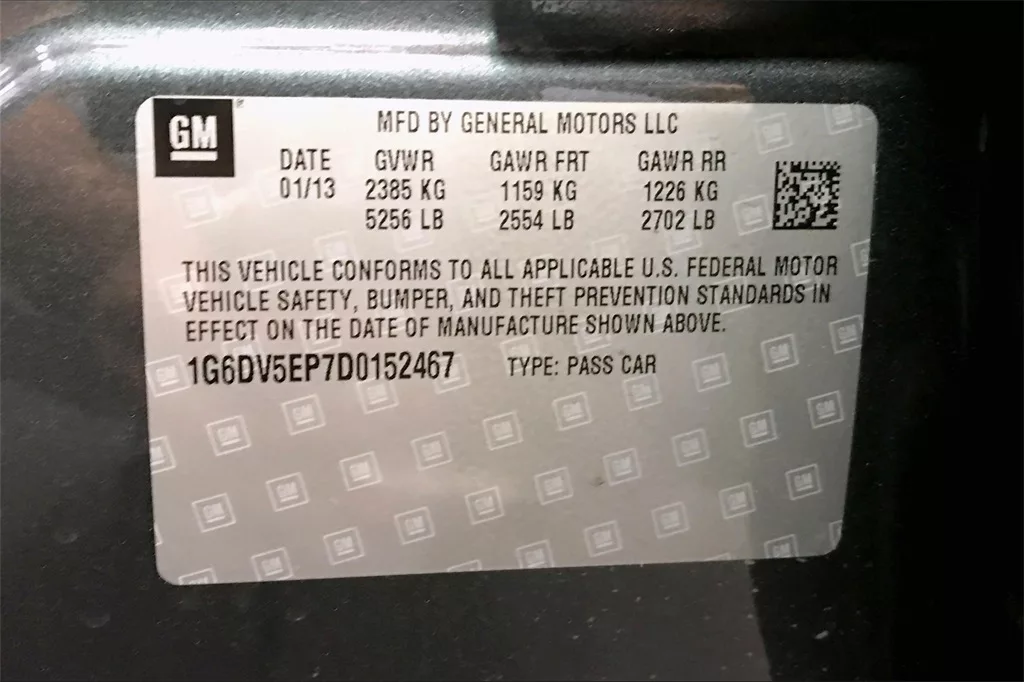 GM
MFD BY GENERAL MOTORS LLC
DATE GVWR GAWR FRT GAWR RR
01/13 2385 KG 1159 KG 1226 KG
5256 LB 2554 LB 2702 LB
THIS VEHICLE CONFORMS TO ALL APPLICABLE U.S. FEDERAL MOTOR
VEHICLE SAFETY, BUMPER, AND THEFT PREVENTION STANDARDS IN
EFFECT ON THE DATE OF MANUFACTURE SHOWN ABOVE.
1G6DV5EP7D0152467 TYPE: PASS CAR